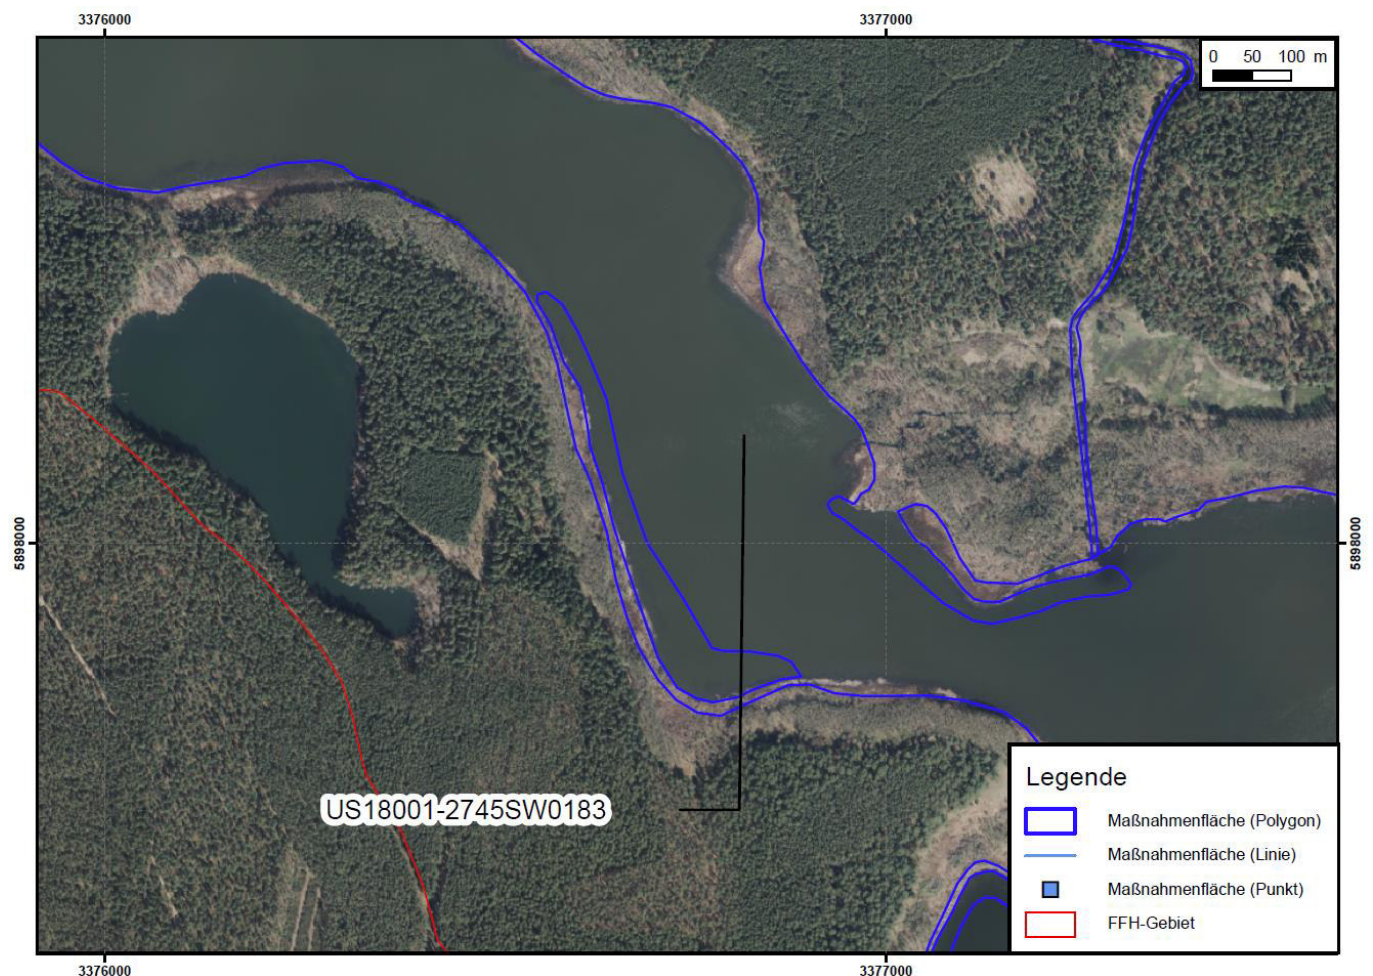 3376000 3377000
0 50 100 m
5898000 5898000
US18001-2745SW0183
Legende
Maßnahmenfläche (Polygon)
Maßnahmenfläche (Linie)
Maßnahmenfläche (Punkt)
FFH-Gebiet
3376000 3377000